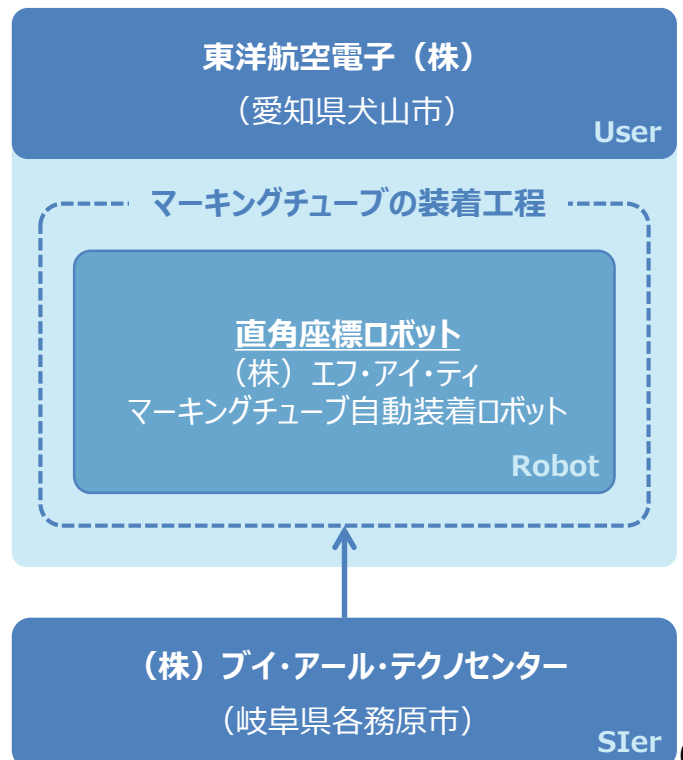 東洋航空電子（株）
（愛知県犬山市）
User
マーキングチューブの装着工程
直角座標ロボット
（株）エフ・アイ・ティ
マーキングチューブ自動装着ロボット
Robot
（株）ブイ・アール・テクノセンター
（岐阜県各務原市）
SIer